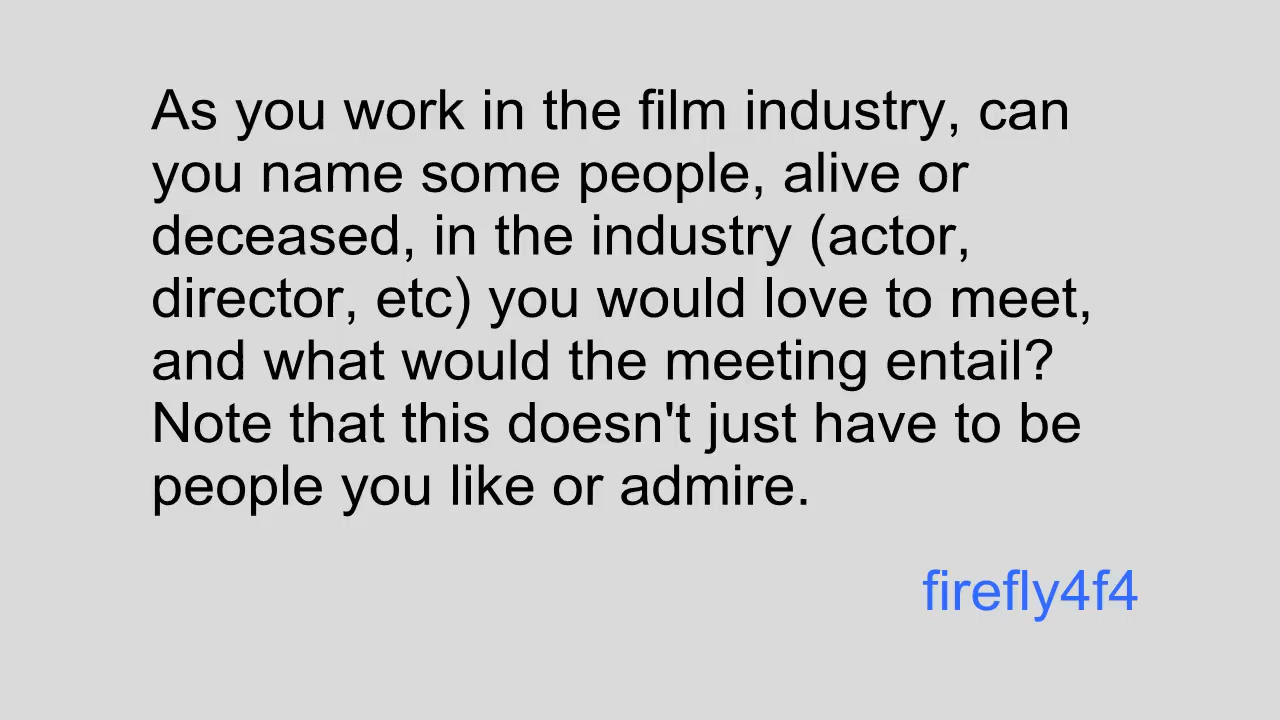 As you work in the film industry, can
you name some people, alive or
deceased, in the industry (actor,
director, etc) you would love to meet,
and what would the meeting entail?
Note that this doesn't just have to be
people you like or admire.
firefly4f4